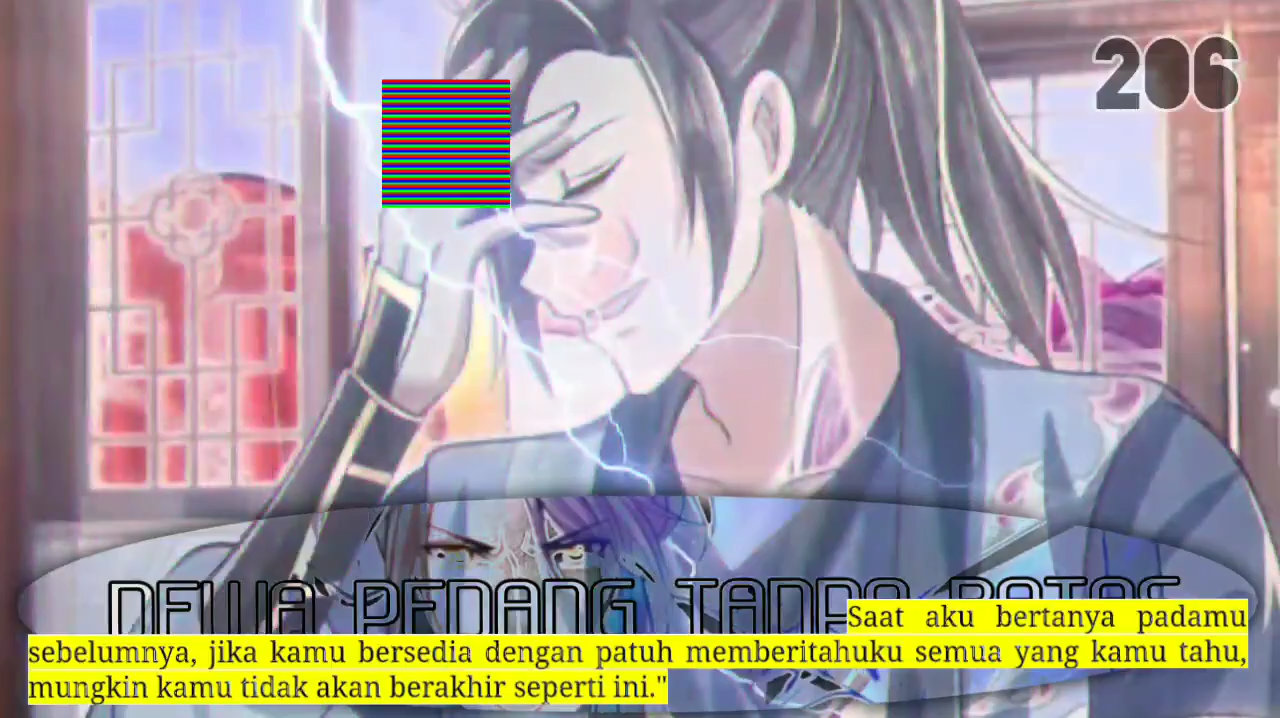 206
DEWA PEDANG TANPA BATAS
Saat aku bertanya padamu
sebelumnya, jika kamu bersedia dengan patuh memberitahuku semua yang kamu tahu,
mungkin kamu tidak akan berakhir seperti ini."